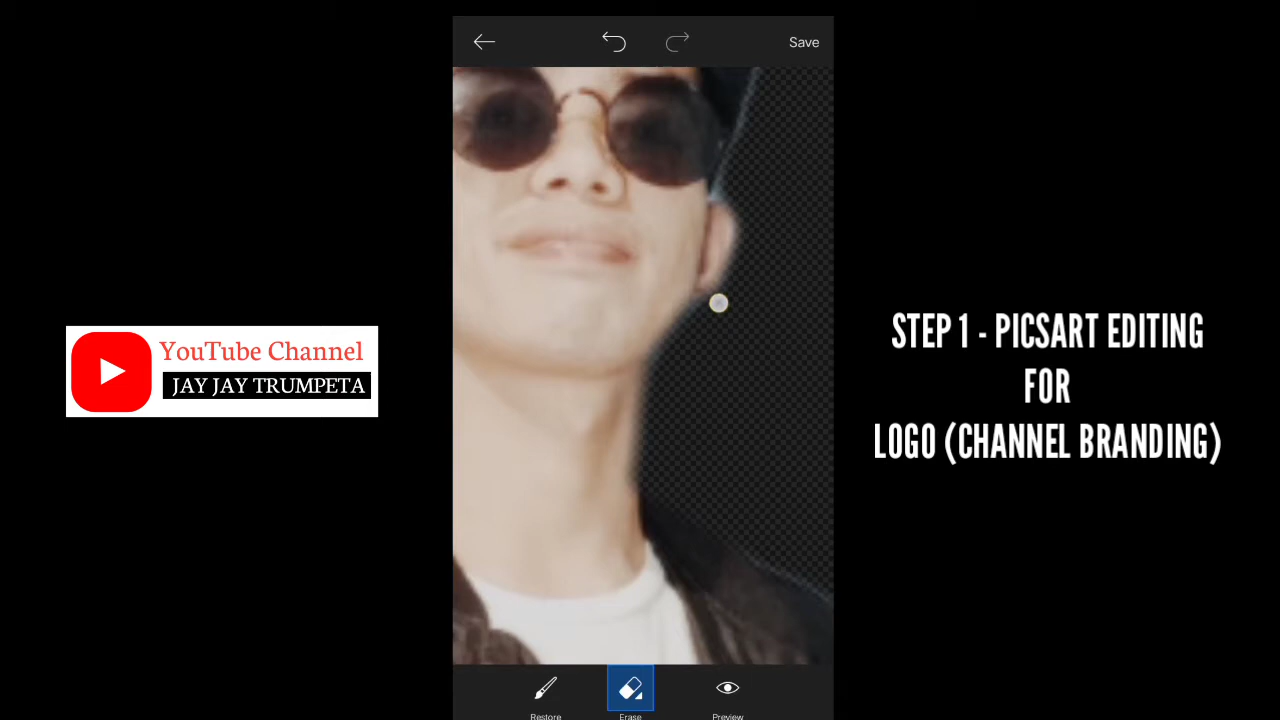 Save
YouTube Channel
JAY JAY TRUMPETA
STEP 1 - PICSART EDITING
FOR
LOGO (CHANNEL BRANDING)
Restore
Erase
Preview